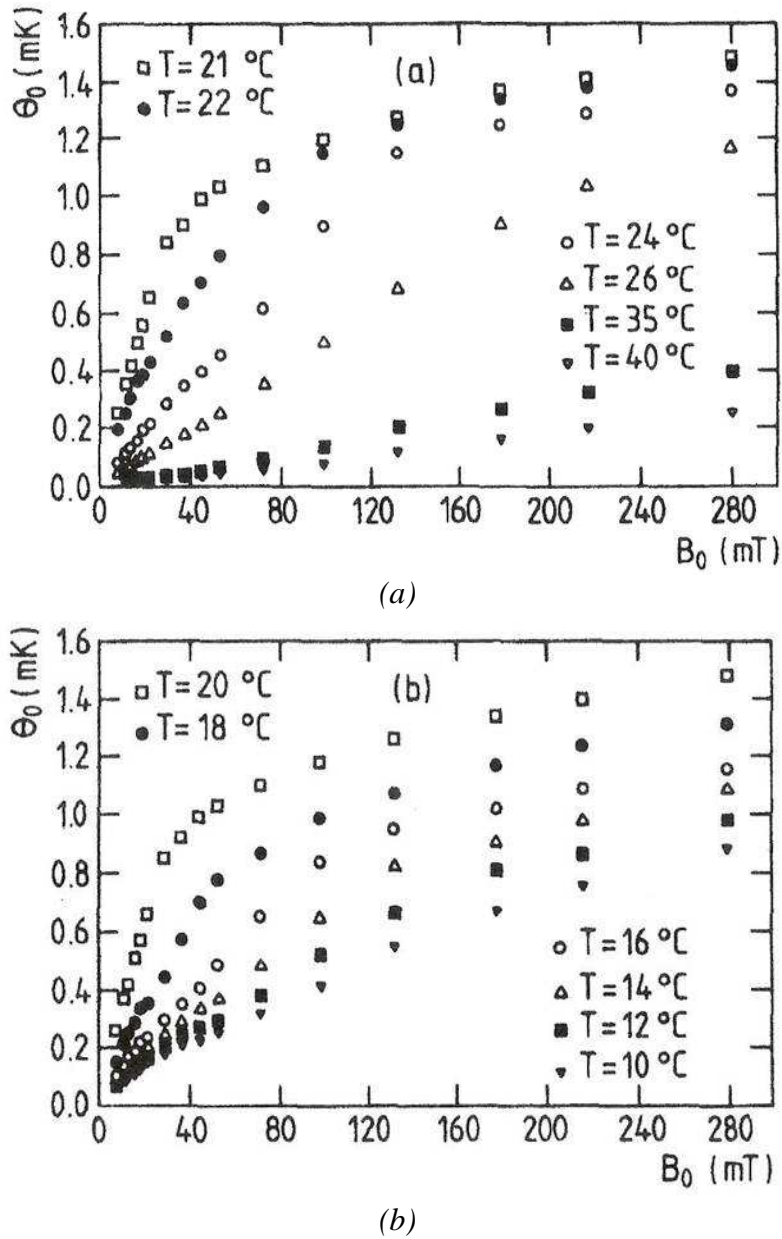 1.6
1.4
1.2
1.0
0.8
0.6
0.4
0.2
0.0
Θ₀ (mK)
T = 21 °C
T = 22 °C
(a)
T = 24 °C
T = 26 °C
T = 35 °C
T = 40 °C
0 40 80 120 160 200 240 280
B₀ (mT)
(a)
1.6
1.4
1.2
1.0
0.8
0.6
0.4
0.2
0.0
Θ₀ (mK)
T = 20 °C
T = 18 °C
(b)
T = 16 °C
T = 14 °C
T = 12 °C
T = 10 °C
0 40 80 120 160 200 240 280
B₀ (mT)
(b)